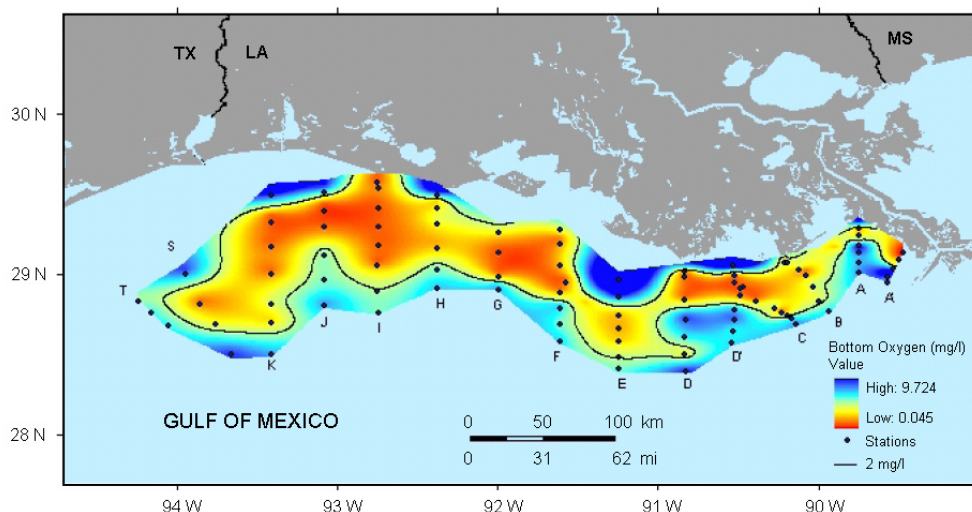 TX LA MS
30 N
S
29 N
T
A A'
H G
J I B
C
F D'
K
E D
Bottom Oxygen (mg/l)
Value
High: 9.724
Low: 0.045
Stations
2 mg/l
GULF OF MEXICO
0 50 100 km
0 31 62 mi
28 N
94 W 93 W 92 W 91 W 90 W